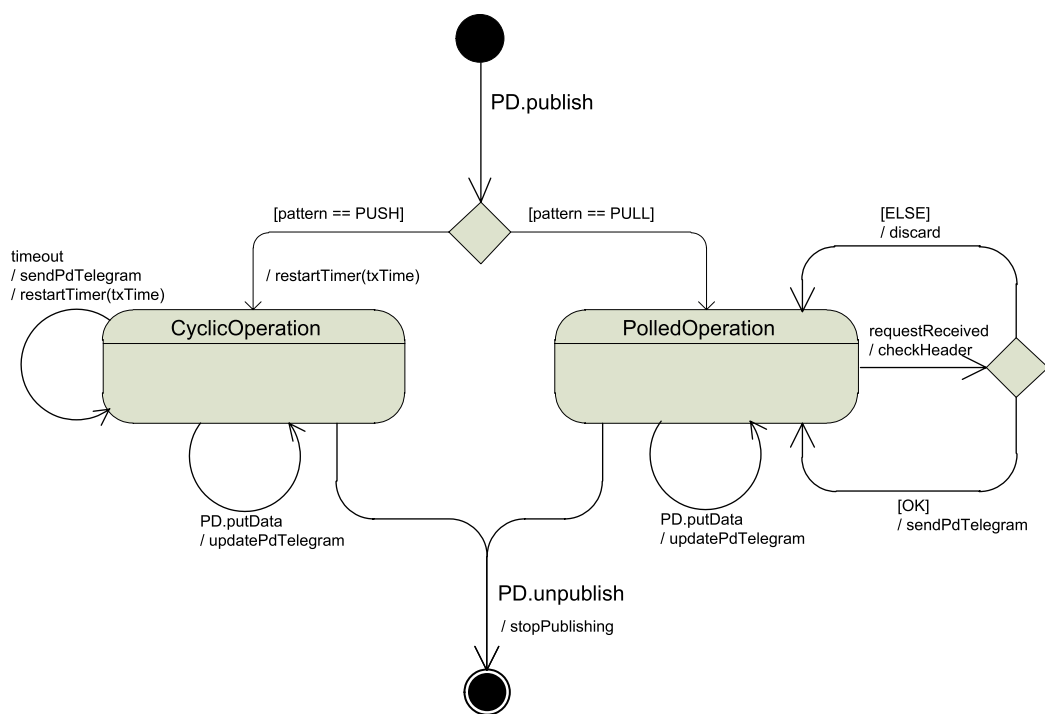 PD.publish
[pattern == PUSH]
[pattern == PULL]
[ELSE]
/ discard
timeout
/ sendPdTelegram
/ restartTimer(txTime)
/ restartTimer(txTime)
CyclicOperation
PolledOperation
requestReceived
/ checkHeader
PD.putData
/ updatePdTelegram
PD.putData
/ updatePdTelegram
[OK]
/ sendPdTelegram
PD.unpublish
/ stopPublishing